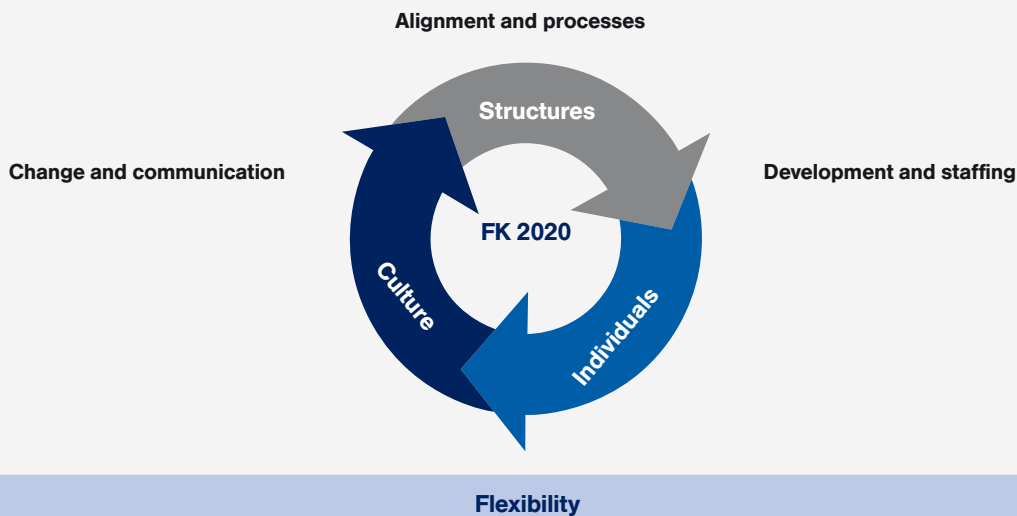 Alignment and processes
Structures
Change and communication
Development and staffing
FK 2020
Culture
Individuals
Flexibility